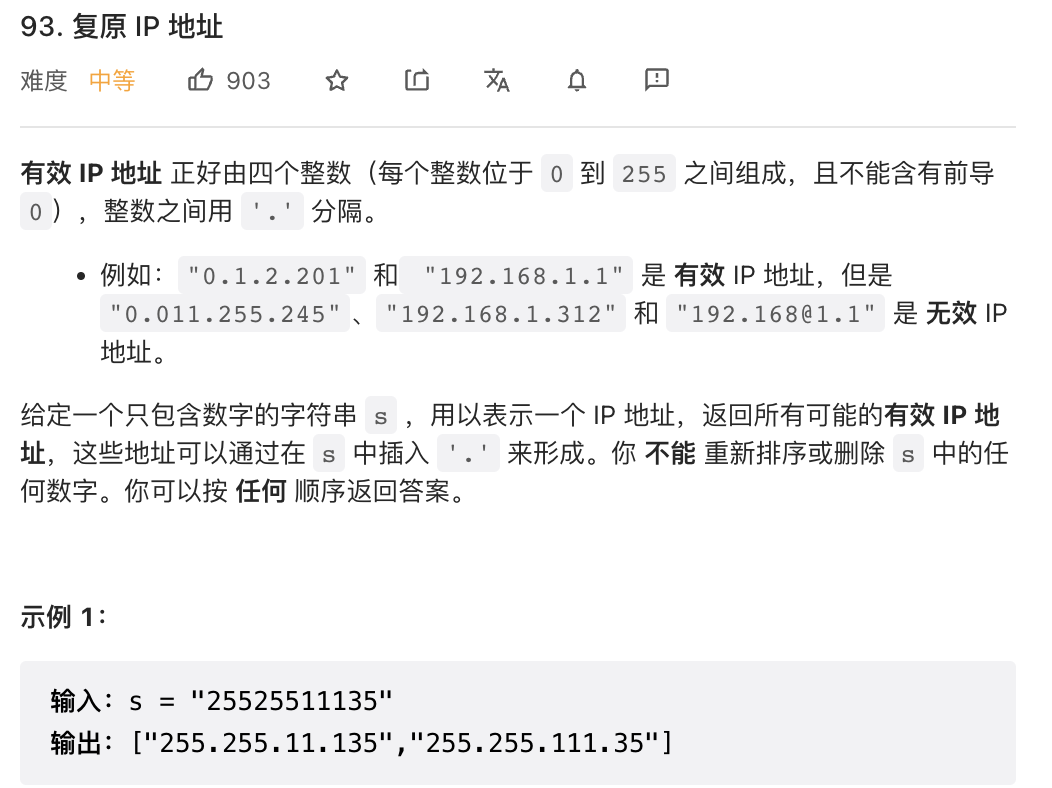 93. 复原 IP 地址
难度 中等 903
有效 IP 地址 正好由四个整数（每个整数位于 0 到 255 之间组成，且不能含有前导
0），整数之间用 '.' 分隔。
• 例如："0.1.2.201" 和 "192.168.1.1" 是 有效 IP 地址，但是
"0.011.255.245"、"192.168.1.312" 和 "192.168@1.1" 是 无效 IP
地址。
给定一个只包含数字的字符串 s ，用以表示一个 IP 地址，返回所有可能的有效 IP 地
址，这些地址可以通过在 s 中插入 '.' 来形成。你 不能 重新排序或删除 s 中的任
何数字。你可以按 任何 顺序返回答案。
示例 1：
输入：s = "25525511135"
输出：["255.255.11.135","255.255.111.35"]